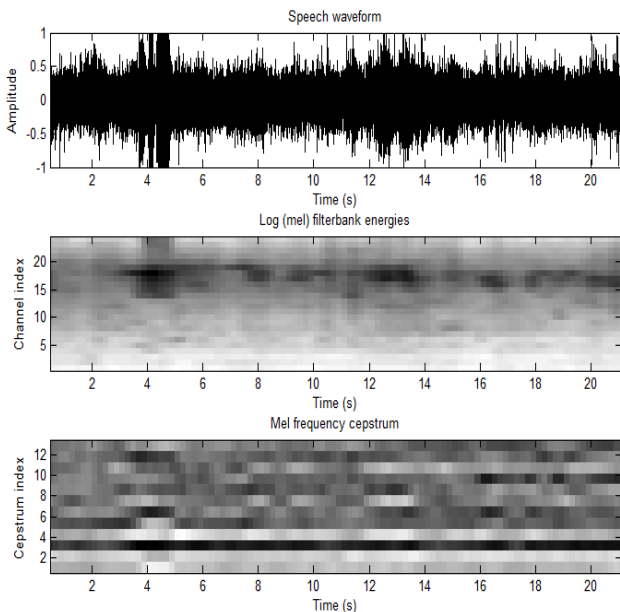 Speech waveform
1
0.5
0
-0.5
-1
Amplitude
2 4 6 8 10 12 14 16 18 20
Time (s)
Log (mel) filterbank energies
20
15
10
5
Channel index
2 4 6 8 10 12 14 16 18 20
Time (s)
Mel frequency cepstrum
12
10
8
6
4
2
Cepstrum index
2 4 6 8 10 12 14 16 18 20
Time (s)